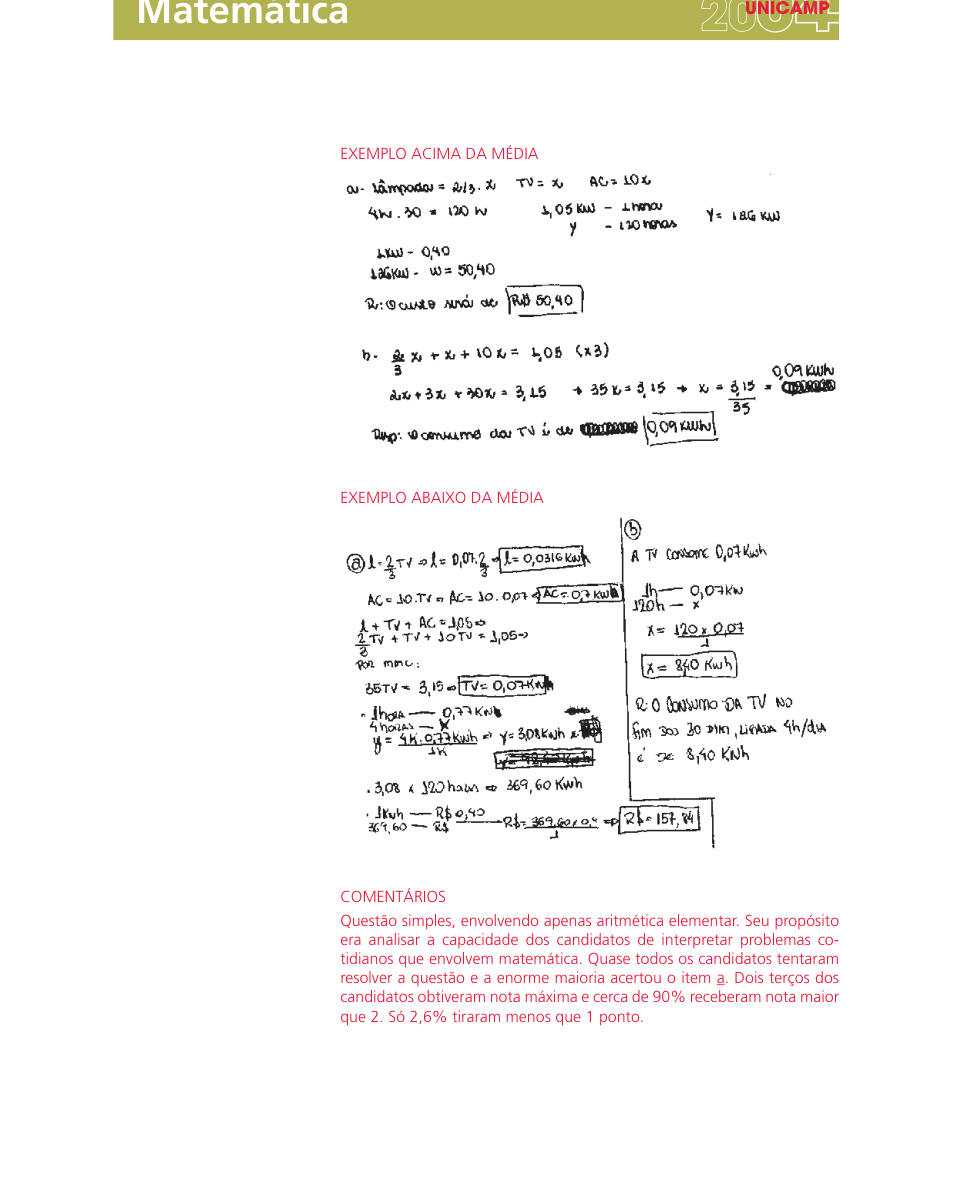 Matemática
2004
UNICAMP
EXEMPLO ACIMA DA MÉDIA
a- Lâmpada = 2/3 . x TV = x AC = 10x
4h . 30 = 120 h 1,05 KW - 1 hora Y = 126 KW
y - 120 horas
1 KW - 0,40
126 KW - W = 50,40
R: O custo será de R$ 50,40
b- 2/3 x + x + 10x = 1,05 (x3)
0,09 KWh
2x + 3x + 30x = 3,15 → 35x = 3,15 → x = 3,15/35 =
Resp: O consumo da TV é de 0,09 KWh
EXEMPLO ABAIXO DA MÉDIA
(a) l = 2/3 TV ⇒ l = 0,07 . 2/3 ⇒ l = 0,0316 Kwh
AC = 10.TV ⇒ AC = 10 . 0,07 ⇒ AC = 0,7 KWh
l + TV + AC = 1,05 ⇒
2/3 TV + TV + 10 TV = 1,05 ⇒
POR mmc:
35TV = 3,15 ⇒ TV = 0,07 KWh
. 1 hora — 0,77 KWh
4 horas — X
y = 4K . 0,77 Kwh / 1K ⇒ y = 3,08 Kwh x
. 3,08 x 120 horas ⇒ 369,60 Kwh
. 1 Kwh — R$ 0,40
369,60 — R$
R$ = 369,60 x 0,4 / 1 ⇒ R$ = 157,84
(b)
A TV consome 0,07 Kwh
1h — 0,07 KW
120h — x
x = 120 x 0,07 / 1
x = 8,40 Kwh
R: O CONSUMO DA TV NO
fim dos 30 dias, ligada 4h/dia
é de 8,40 KWh
COMENTÁRIOS
Questão simples, envolvendo apenas aritmética elementar. Seu propósito
era analisar a capacidade dos candidatos de interpretar problemas co-
tidianos que envolvem matemática. Quase todos os candidatos tentaram
resolver a questão e a enorme maioria acertou o item a. Dois terços dos
candidatos obtiveram nota máxima e cerca de 90% receberam nota maior
que 2. Só 2,6% tiraram menos que 1 ponto.